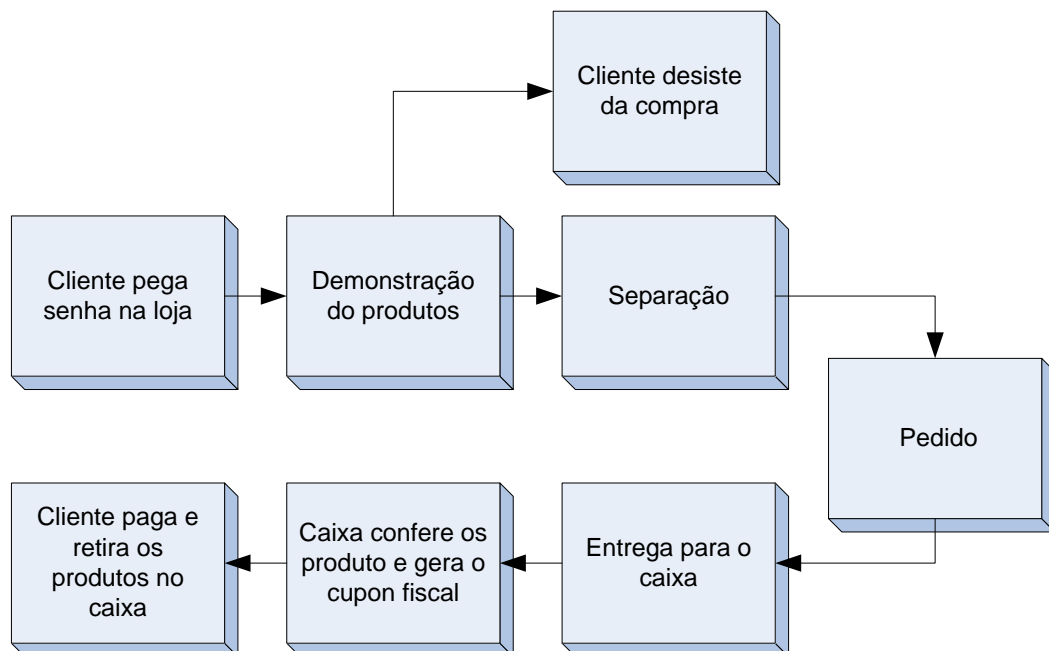 Cliente desiste
da compra
Cliente pega
senha na loja
Demonstração
do produtos
Separação
Pedido
Entrega para o
caixa
Caixa confere os
produto e gera o
cupon fiscal
Cliente paga e
retira os
produtos no
caixa